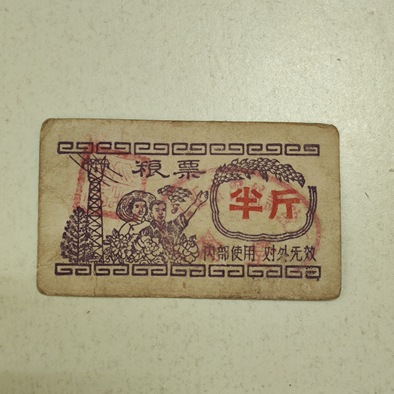 粮票
半斤
内部使用 对外无效